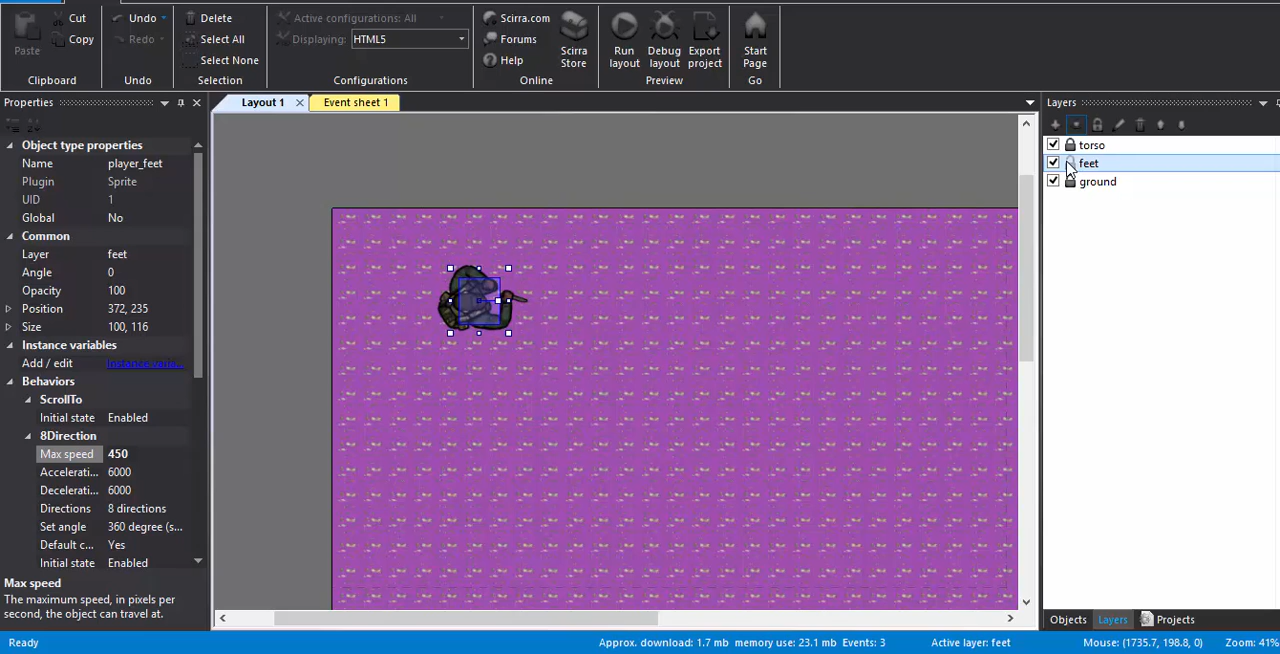 Cut
Copy
Paste
Clipboard
Undo
Redo
Undo
Delete
Select All
Select None
Selection
Active configurations: All
Displaying: HTML5
Configurations
Scirra.com
Forums
Help
Scirra
Store
Online
Run
layout
Debug
layout
Export
project
Preview
Start
Page
Go
Properties
Object type properties
Name player_feet
Plugin Sprite
UID 1
Global No
Common
Layer feet
Angle 0
Opacity 100
Position 372, 235
Size 100, 116
Instance variables
Add / edit Instance varia...
Behaviors
ScrollTo
Initial state Enabled
8Direction
Max speed 450
Accelerati... 6000
Decelerati... 6000
Directions 8 directions
Set angle 360 degree (s...
Default c... Yes
Initial state Enabled
Max speed
The maximum speed, in pixels per
second, the object can travel at.
Layout 1
Event sheet 1
Layers
torso
feet
ground
Objects Layers Projects
Ready
Approx. download: 1.7 mb memory use: 23.1 mb Events: 3
Active layer: feet
Mouse: (1735.7, 198.8, 0)
Zoom: 41%